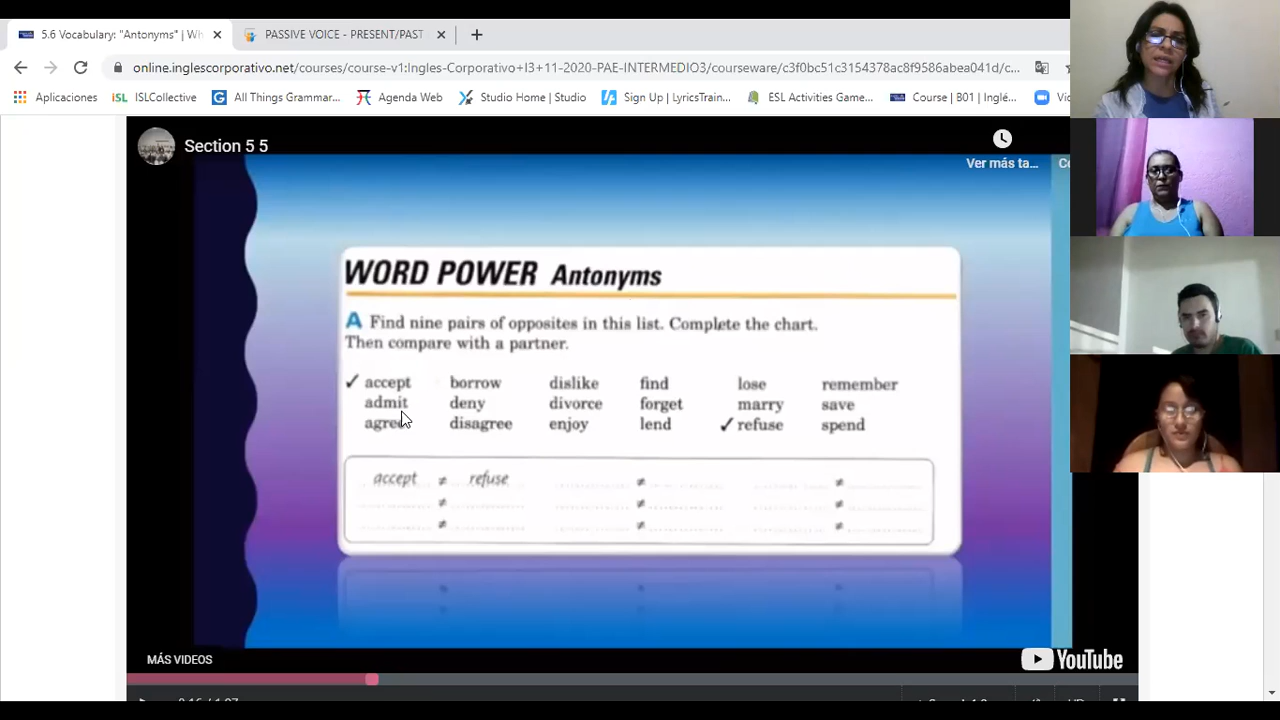 5.6 Vocabulary: "Antonyms" | Wh
PASSIVE VOICE - PRESENT/PAST
online.inglescorporativo.net/courses/course-v1:Ingles-Corporativo+I3+11-2020-PAE-INTERMEDIO3/courseware/c3f0bc51c3154378ac8f9586abea041d/c...
Aplicaciones ISLCollective All Things Grammar... Agenda Web Studio Home | Studio Sign Up | LyricsTrain... ESL Activities Game... Course | B01 | Inglé...
Section 5 5
Ver más ta...
WORD POWER Antonyms
A Find nine pairs of opposites in this list. Complete the chart.
Then compare with a partner.
✓ accept borrow dislike find lose remember
admit deny divorce forget marry save
agree disagree enjoy lend ✓ refuse spend
accept ≠ refuse ≠ ≠
≠ ≠ ≠
≠ ≠ ≠
MÁS VIDEOS
YouTube